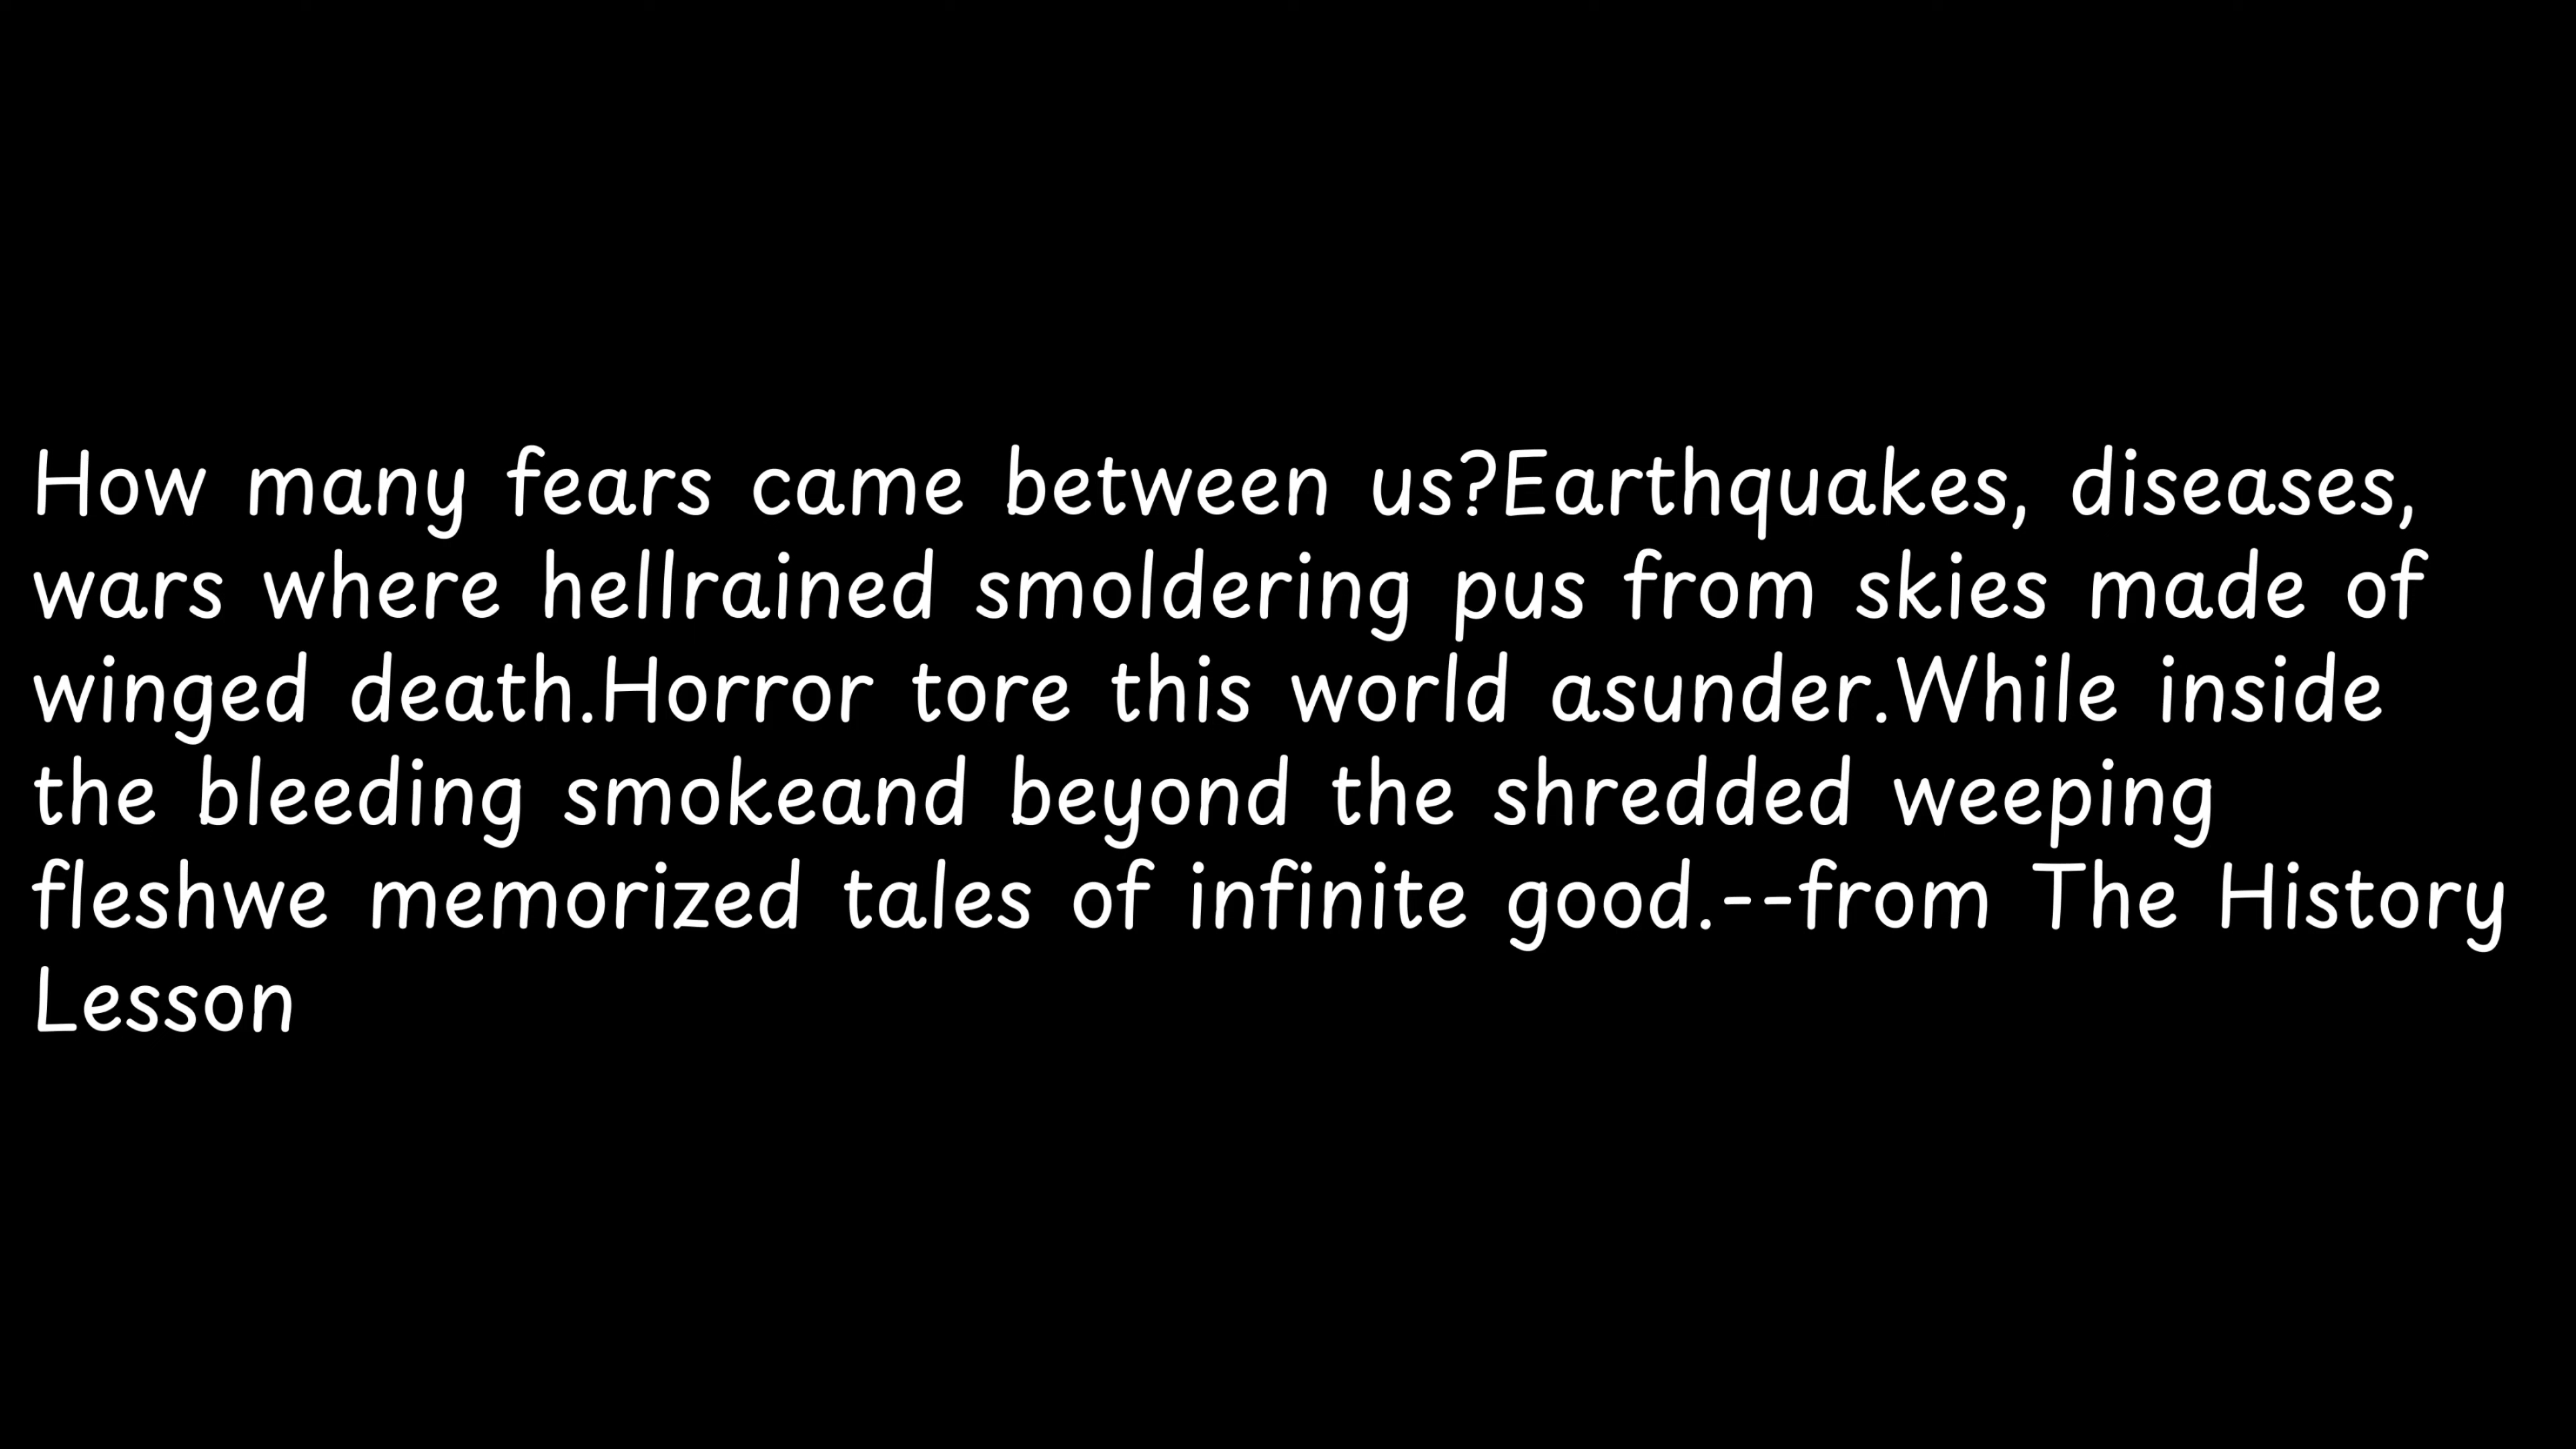 How many fears came between us?Earthquakes, diseases,
wars where hellrained smoldering pus from skies made of
winged death.Horror tore this world asunder.While inside
the bleeding smokeand beyond the shredded weeping
fleshwe memorized tales of infinite good.--from The History
Lesson